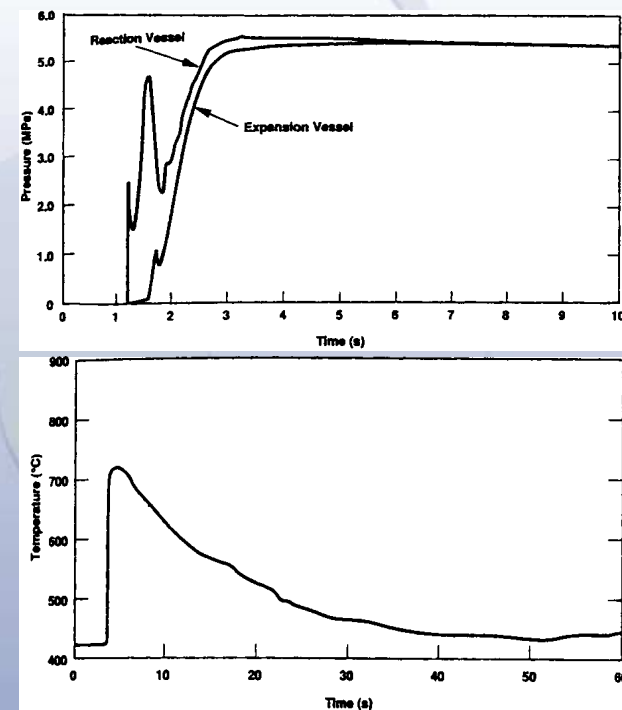 6.0
5.0
4.0
3.0
2.0
1.0
0
Pressure (MPa)
Reaction Vessel
Expansion Vessel
0 1 2 3 4 5 6 7 8 9 10
Time (s)
900
800
700
600
500
400
Temperature (°C)
0 10 20 30 40 50 60
Time (s)